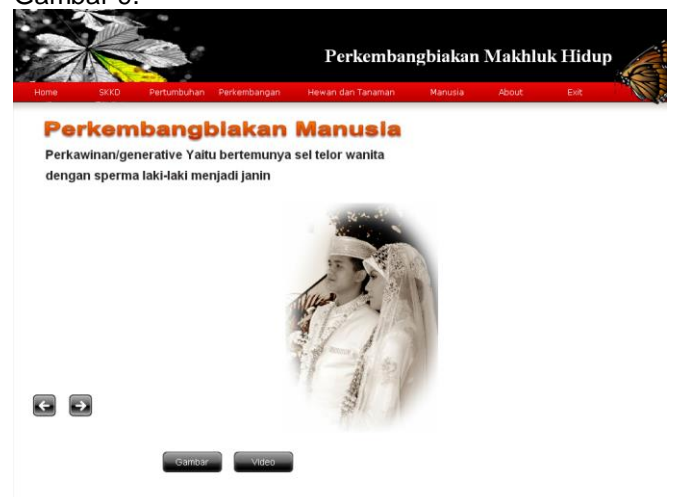 Gambar 9.
Perkembangbiakan Makhluk Hidup
Home SKKD Pertumbuhan Perkembangan Hewan dan Tanaman Manusia About Exit
Perkembangbiakan Manusia
Perkawinan/generative Yaitu bertemunya sel telor wanita
dengan sperma laki-laki menjadi janin
Gambar Video